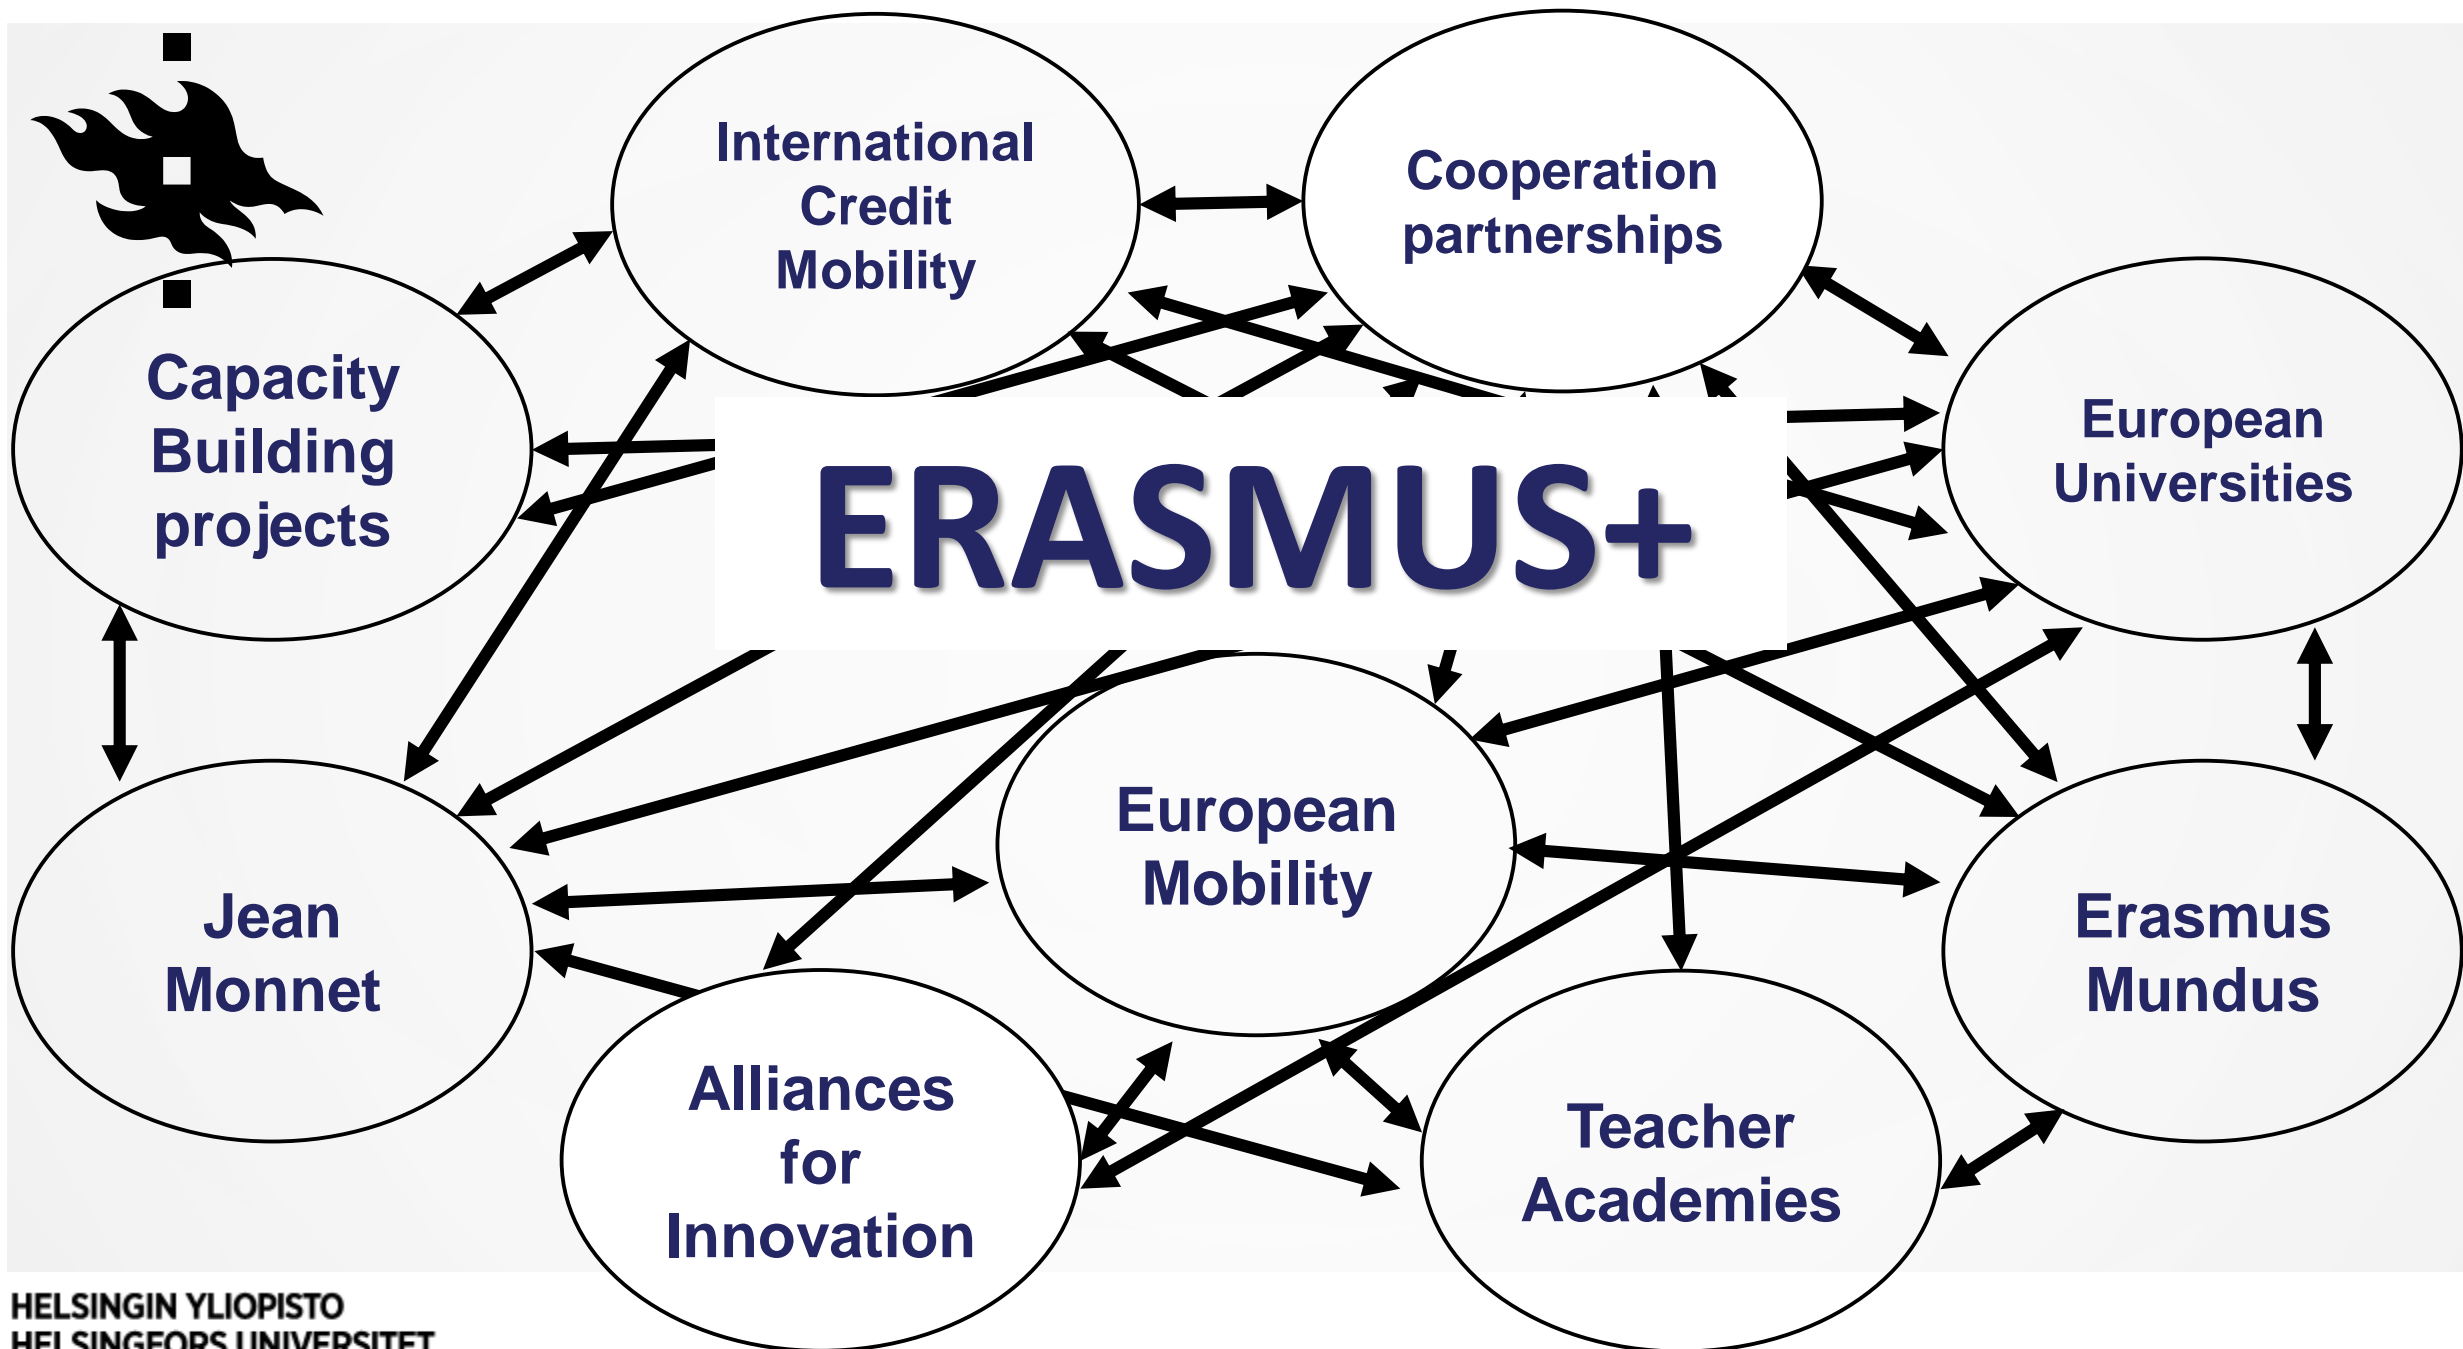 International
Credit
Mobility
Cooperation
partnerships
Capacity
Building
projects
European
Universities
ERASMUS+
European
Mobility
Jean
Monnet
Erasmus
Mundus
Alliances
for
Innovation
Teacher
Academies
HELSINGIN YLIOPISTO
HELSINGFORS UNIVERSITET